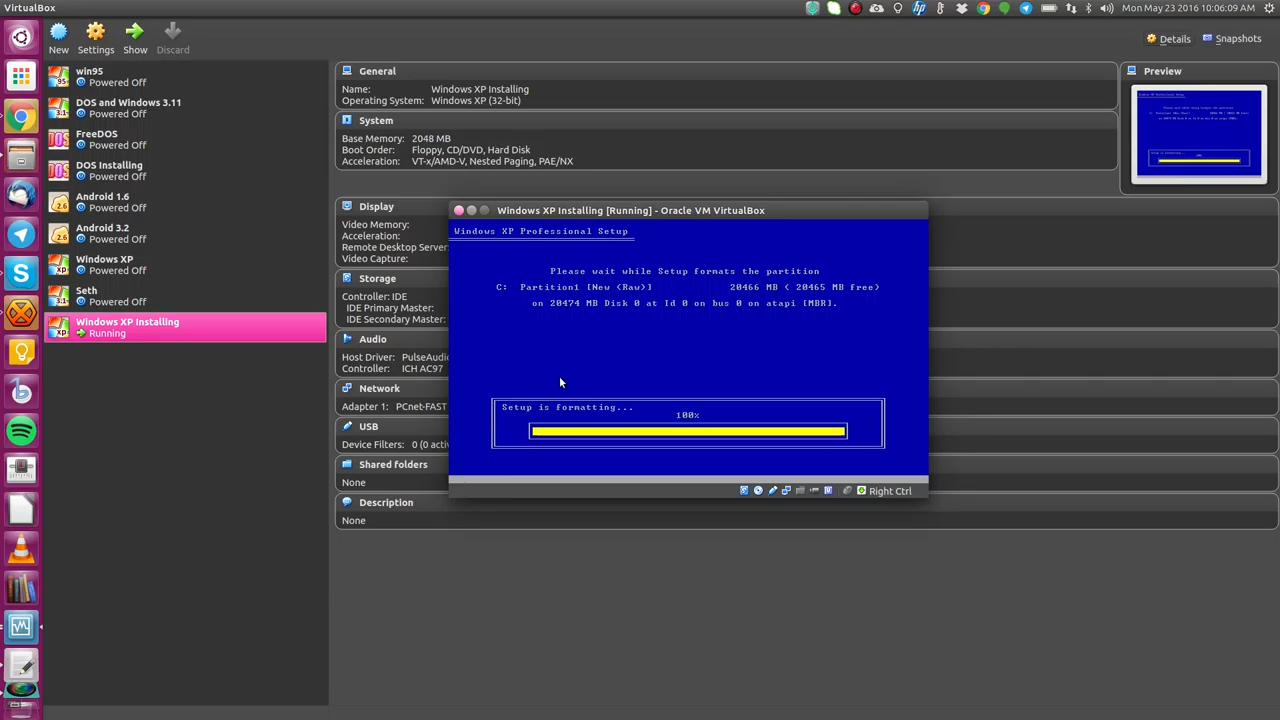 VirtualBox
Mon May 23 2016 10:06:09 AM
New
Settings
Show
Discard
Details
Snapshots
win95
Powered Off
DOS and Windows 3.11
Powered Off
FreeDOS
Powered Off
DOS Installing
Powered Off
Android 1.6
Powered Off
Android 3.2
Powered Off
Windows XP
Powered Off
Seth
Powered Off
Windows XP Installing
Running
General
Name: Windows XP Installing
Operating System: Windows XP (32-bit)
System
Base Memory: 2048 MB
Boot Order: Floppy, CD/DVD, Hard Disk
Acceleration: VT-x/AMD-V, Nested Paging, PAE/NX
Preview
Display
Video Memory:
Acceleration:
Remote Desktop Server:
Video Capture:
Storage
Controller: IDE
IDE Primary Master:
IDE Secondary Master:
Audio
Host Driver: PulseAudio
Controller: ICH AC97
Network
Adapter 1: PCnet-FAST
USB
Device Filters: 0 (0 activ
Shared folders
None
Description
None
Windows XP Installing [Running] - Oracle VM VirtualBox
Windows XP Professional Setup
Please wait while Setup formats the partition
C: Partition1 [New (Raw)] 20466 MB ( 20465 MB free)
on 20474 MB Disk 0 at Id 0 on bus 0 on atapi [MBR].
Setup is formatting...
100%
Right Ctrl